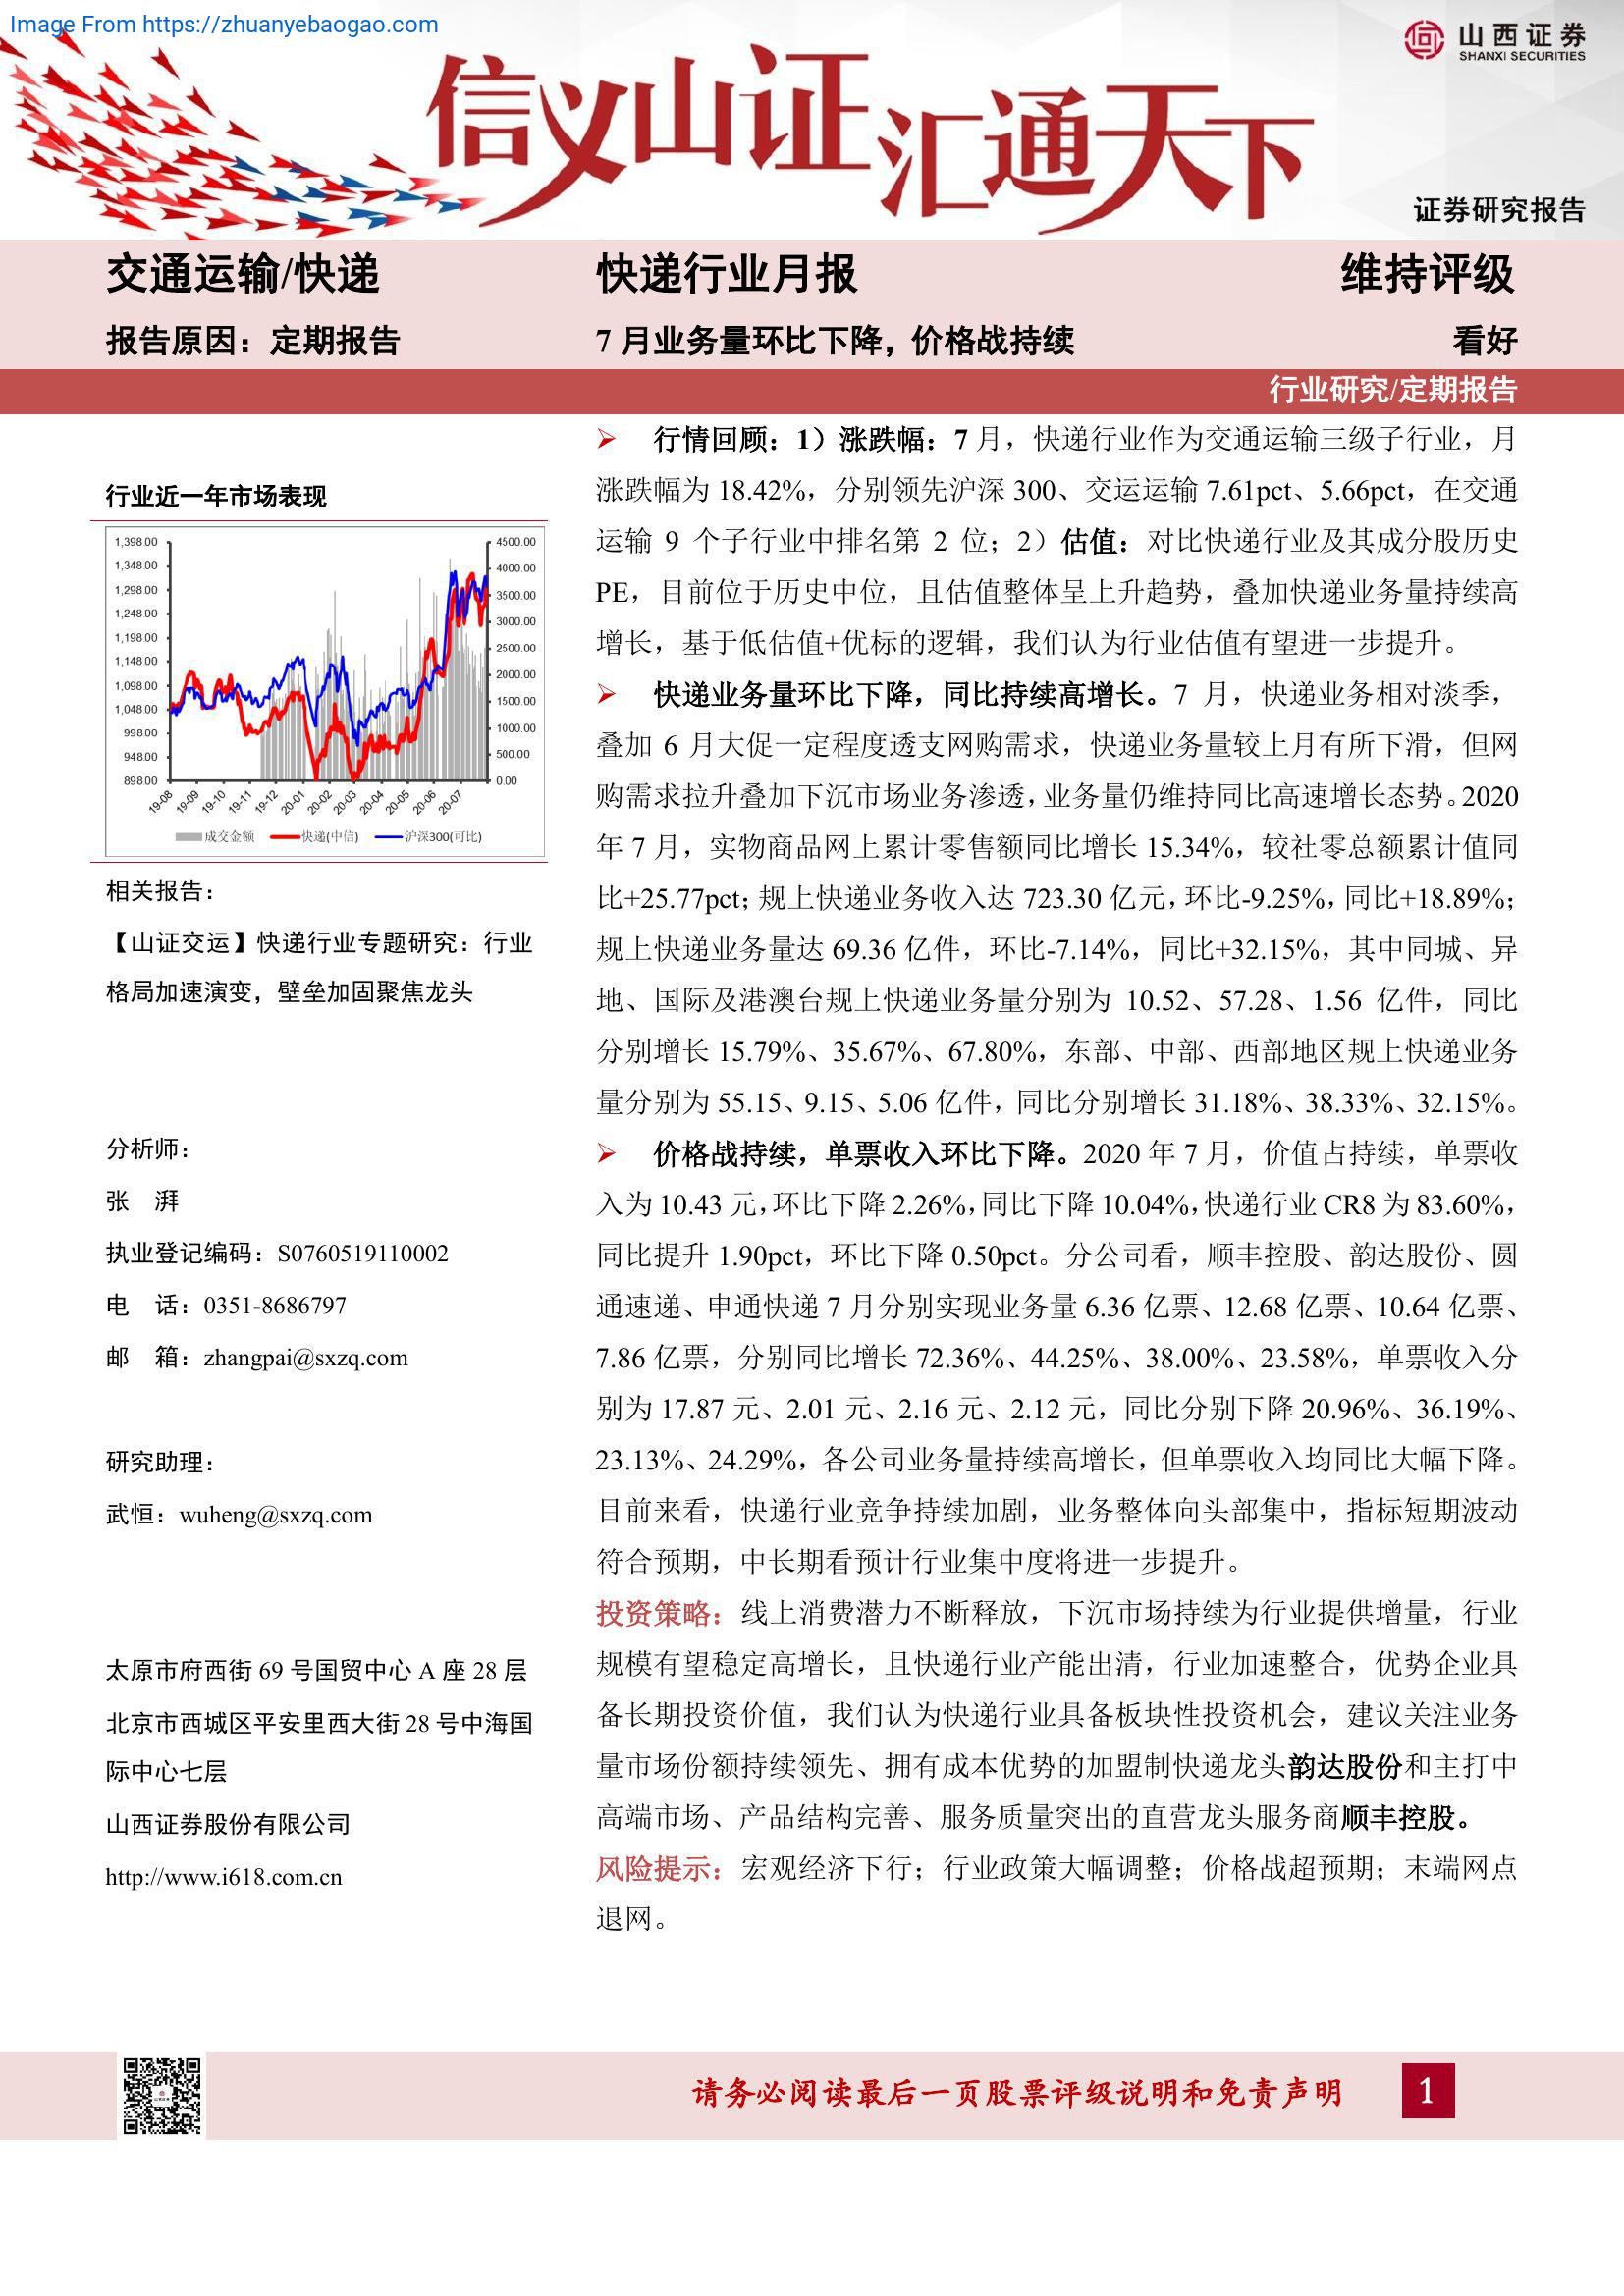 Image From https://zhuanyebaogao.com
山西证券
SHANXI SECURITIES
信义山证汇通天下
证券研究报告
交通运输/快递
快递行业月报
维持评级
报告原因：定期报告
7 月业务量环比下降，价格战持续
看好
行业研究/定期报告
行业近一年市场表现
1,398.00
1,348.00
1,298.00
1,248.00
1,198.00
1,148.00
1,098.00
1,048.00
998.00
948.00
898.00
4500.00
4000.00
3500.00
3000.00
2500.00
2000.00
1500.00
1000.00
500.00
0.00
19-08
19-09
19-10
19-11
19-12
20-01
20-02
20-03
20-04
20-05
20-06
20-07
成交金额 快递(中信) 沪深300(可比)
相关报告：
【山证交运】快递行业专题研究：行业
格局加速演变，壁垒加固聚焦龙头
分析师：
张 湃
执业登记编码：S0760519110002
电 话：0351-8686797
邮 箱：zhangpai@sxzq.com
研究助理：
武恒：wuheng@sxzq.com
太原市府西街 69 号国贸中心 A 座 28 层
北京市西城区平安里西大街 28 号中海国
际中心七层
山西证券股份有限公司
http://www.i618.com.cn
➢ 行情回顾：1）涨跌幅：7 月，快递行业作为交通运输三级子行业，月
涨跌幅为 18.42%，分别领先沪深 300、交运运输 7.61pct、5.66pct，在交通
运输 9 个子行业中排名第 2 位；2）估值：对比快递行业及其成分股历史
PE，目前位于历史中位，且估值整体呈上升趋势，叠加快递业务量持续高
增长，基于低估值+优标的逻辑，我们认为行业估值有望进一步提升。
➢ 快递业务量环比下降，同比持续高增长。7 月，快递业务相对淡季，
叠加 6 月大促一定程度透支网购需求，快递业务量较上月有所下滑，但网
购需求拉升叠加下沉市场业务渗透，业务量仍维持同比高速增长态势。2020
年 7 月，实物商品网上累计零售额同比增长 15.34%，较社零总额累计值同
比+25.77pct；规上快递业务收入达 723.30 亿元，环比-9.25%，同比+18.89%；
规上快递业务量达 69.36 亿件，环比-7.14%，同比+32.15%，其中同城、异
地、国际及港澳台规上快递业务量分别为 10.52、57.28、1.56 亿件，同比
分别增长 15.79%、35.67%、67.80%，东部、中部、西部地区规上快递业务
量分别为 55.15、9.15、5.06 亿件，同比分别增长 31.18%、38.33%、32.15%。
➢ 价格战持续，单票收入环比下降。2020 年 7 月，价值占持续，单票收
入为 10.43 元，环比下降 2.26%，同比下降 10.04%，快递行业 CR8 为 83.60%，
同比提升 1.90pct，环比下降 0.50pct。分公司看，顺丰控股、韵达股份、圆
通速递、申通快递 7 月分别实现业务量 6.36 亿票、12.68 亿票、10.64 亿票、
7.86 亿票，分别同比增长 72.36%、44.25%、38.00%、23.58%，单票收入分
别为 17.87 元、2.01 元、2.16 元、2.12 元，同比分别下降 20.96%、36.19%、
23.13%、24.29%，各公司业务量持续高增长，但单票收入均同比大幅下降。
目前来看，快递行业竞争持续加剧，业务整体向头部集中，指标短期波动
符合预期，中长期看预计行业集中度将进一步提升。
投资策略：线上消费潜力不断释放，下沉市场持续为行业提供增量，行业
规模有望稳定高增长，且快递行业产能出清，行业加速整合，优势企业具
备长期投资价值，我们认为快递行业具备板块性投资机会，建议关注业务
量市场份额持续领先、拥有成本优势的加盟制快递龙头韵达股份和主打中
高端市场、产品结构完善、服务质量突出的直营龙头服务商顺丰控股。
风险提示：宏观经济下行；行业政策大幅调整；价格战超预期；末端网点
退网。
请务必阅读最后一页股票评级说明和免责声明
1